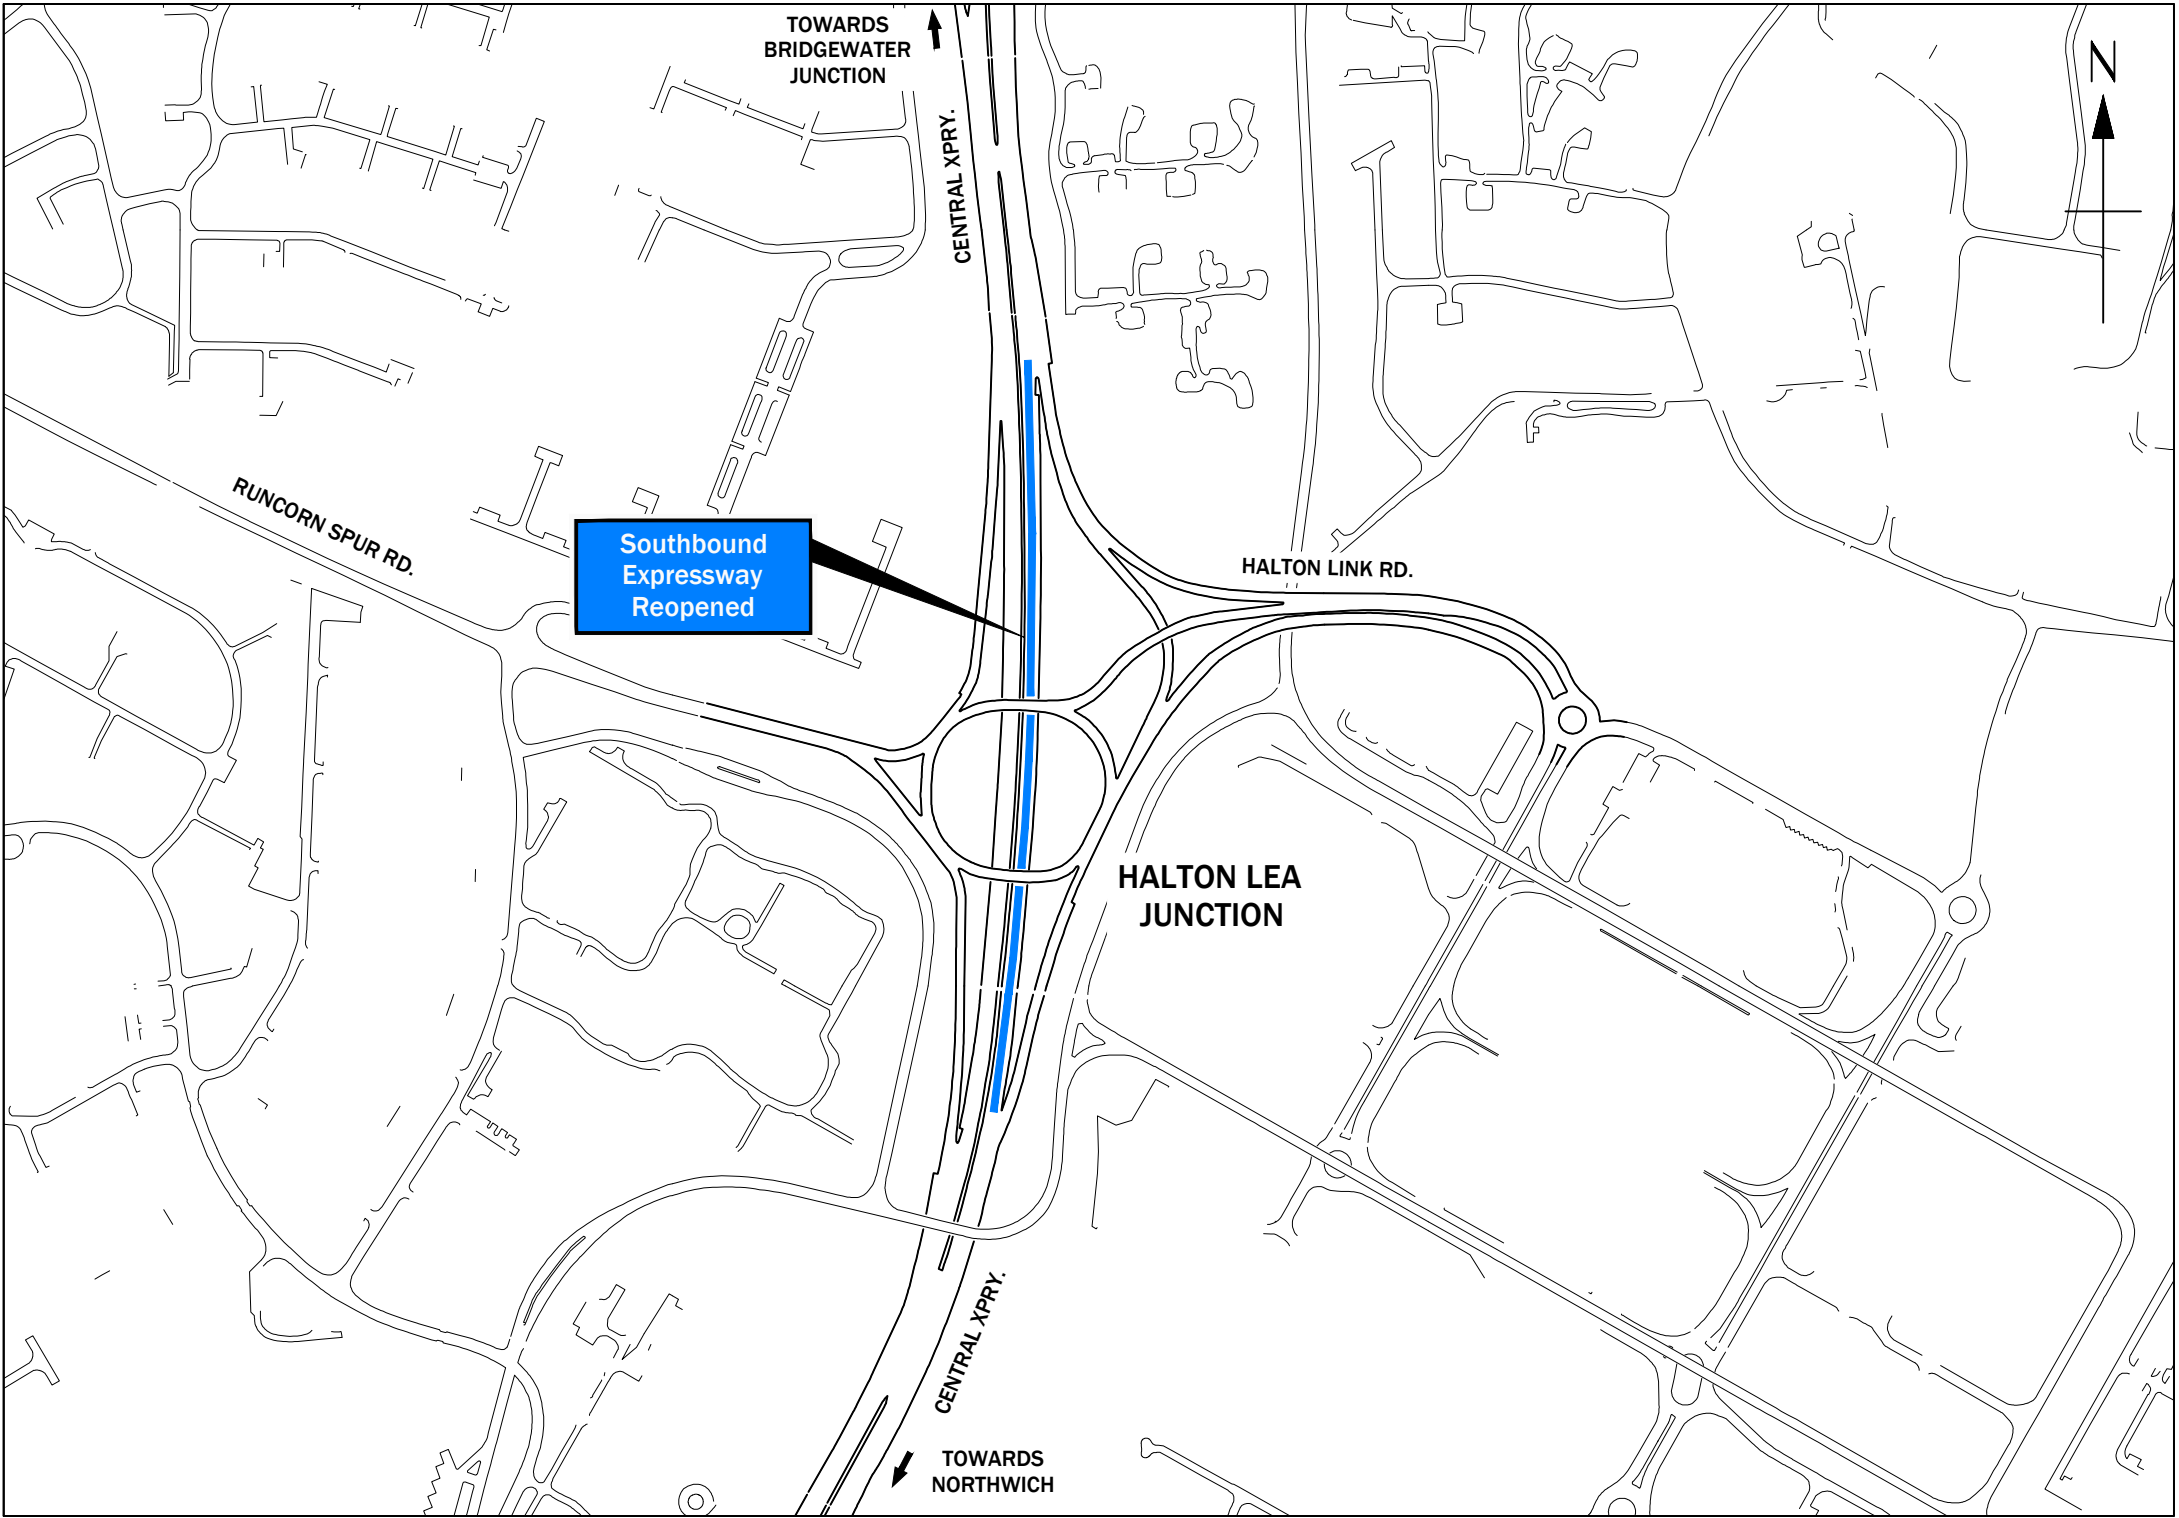 TOWARDS
BRIDGEWATER
JUNCTION
N
CENTRAL XPRY.
RUNCORN SPUR RD.
Southbound
Expressway
Reopened
HALTON LINK RD.
HALTON LEA
JUNCTION
CENTRAL XPRY.
TOWARDS
NORTHWICH